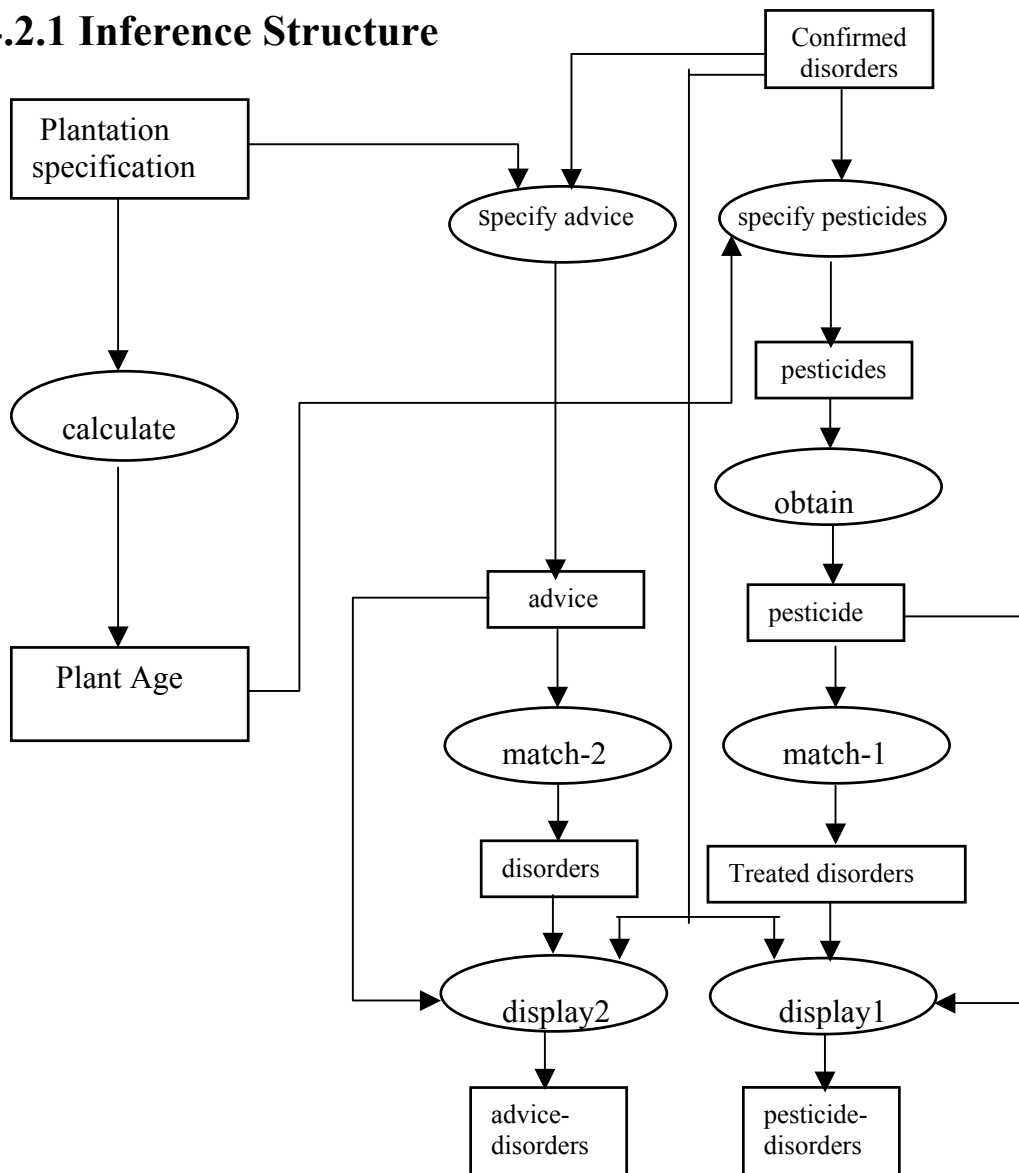 .2.1 Inference Structure
Confirmed
disorders
Plantation
specification
Specify advice
specify pesticides
pesticides
calculate
obtain
advice
pesticide
Plant Age
match-2
match-1
disorders
Treated disorders
display2
display1
advice-
disorders
pesticide-
disorders